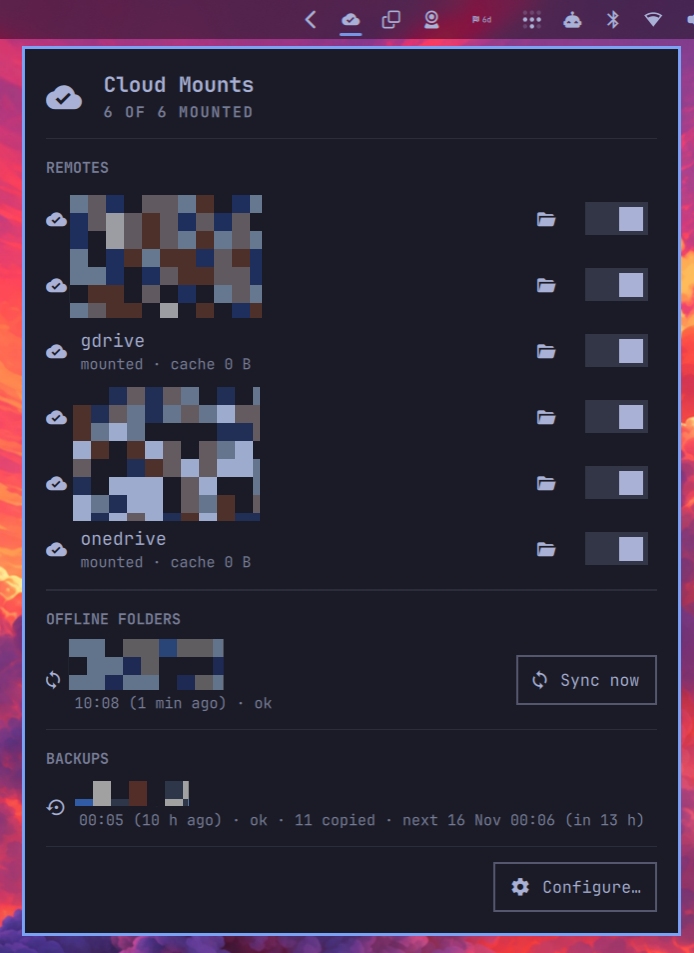 6d
Cloud Mounts
6 OF 6 MOUNTED
REMOTES
gdrive
mounted · cache 0 B
onedrive
mounted · cache 0 B
OFFLINE FOLDERS
10:08 (1 min ago) · ok
Sync now
BACKUPS
00:05 (10 h ago) · ok · 11 copied · next 16 Nov 00:06 (in 13 h)
Configure…